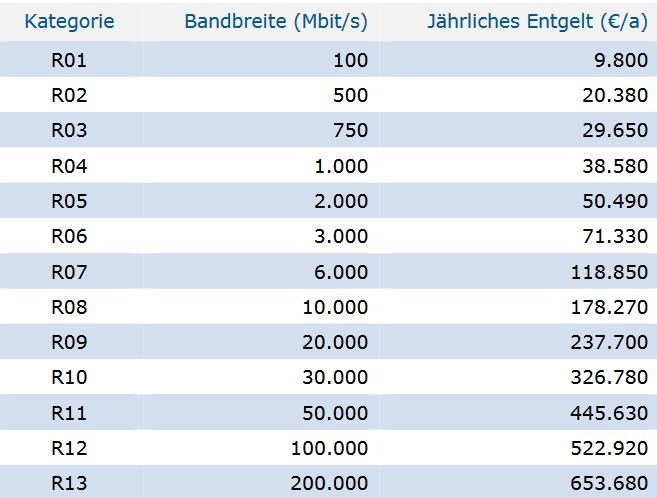 Kategorie Bandbreite (Mbit/s) Jährliches Entgelt (€/a)
R01 100 9.800
R02 500 20.380
R03 750 29.650
R04 1.000 38.580
R05 2.000 50.490
R06 3.000 71.330
R07 6.000 118.850
R08 10.000 178.270
R09 20.000 237.700
R10 30.000 326.780
R11 50.000 445.630
R12 100.000 522.920
R13 200.000 653.680